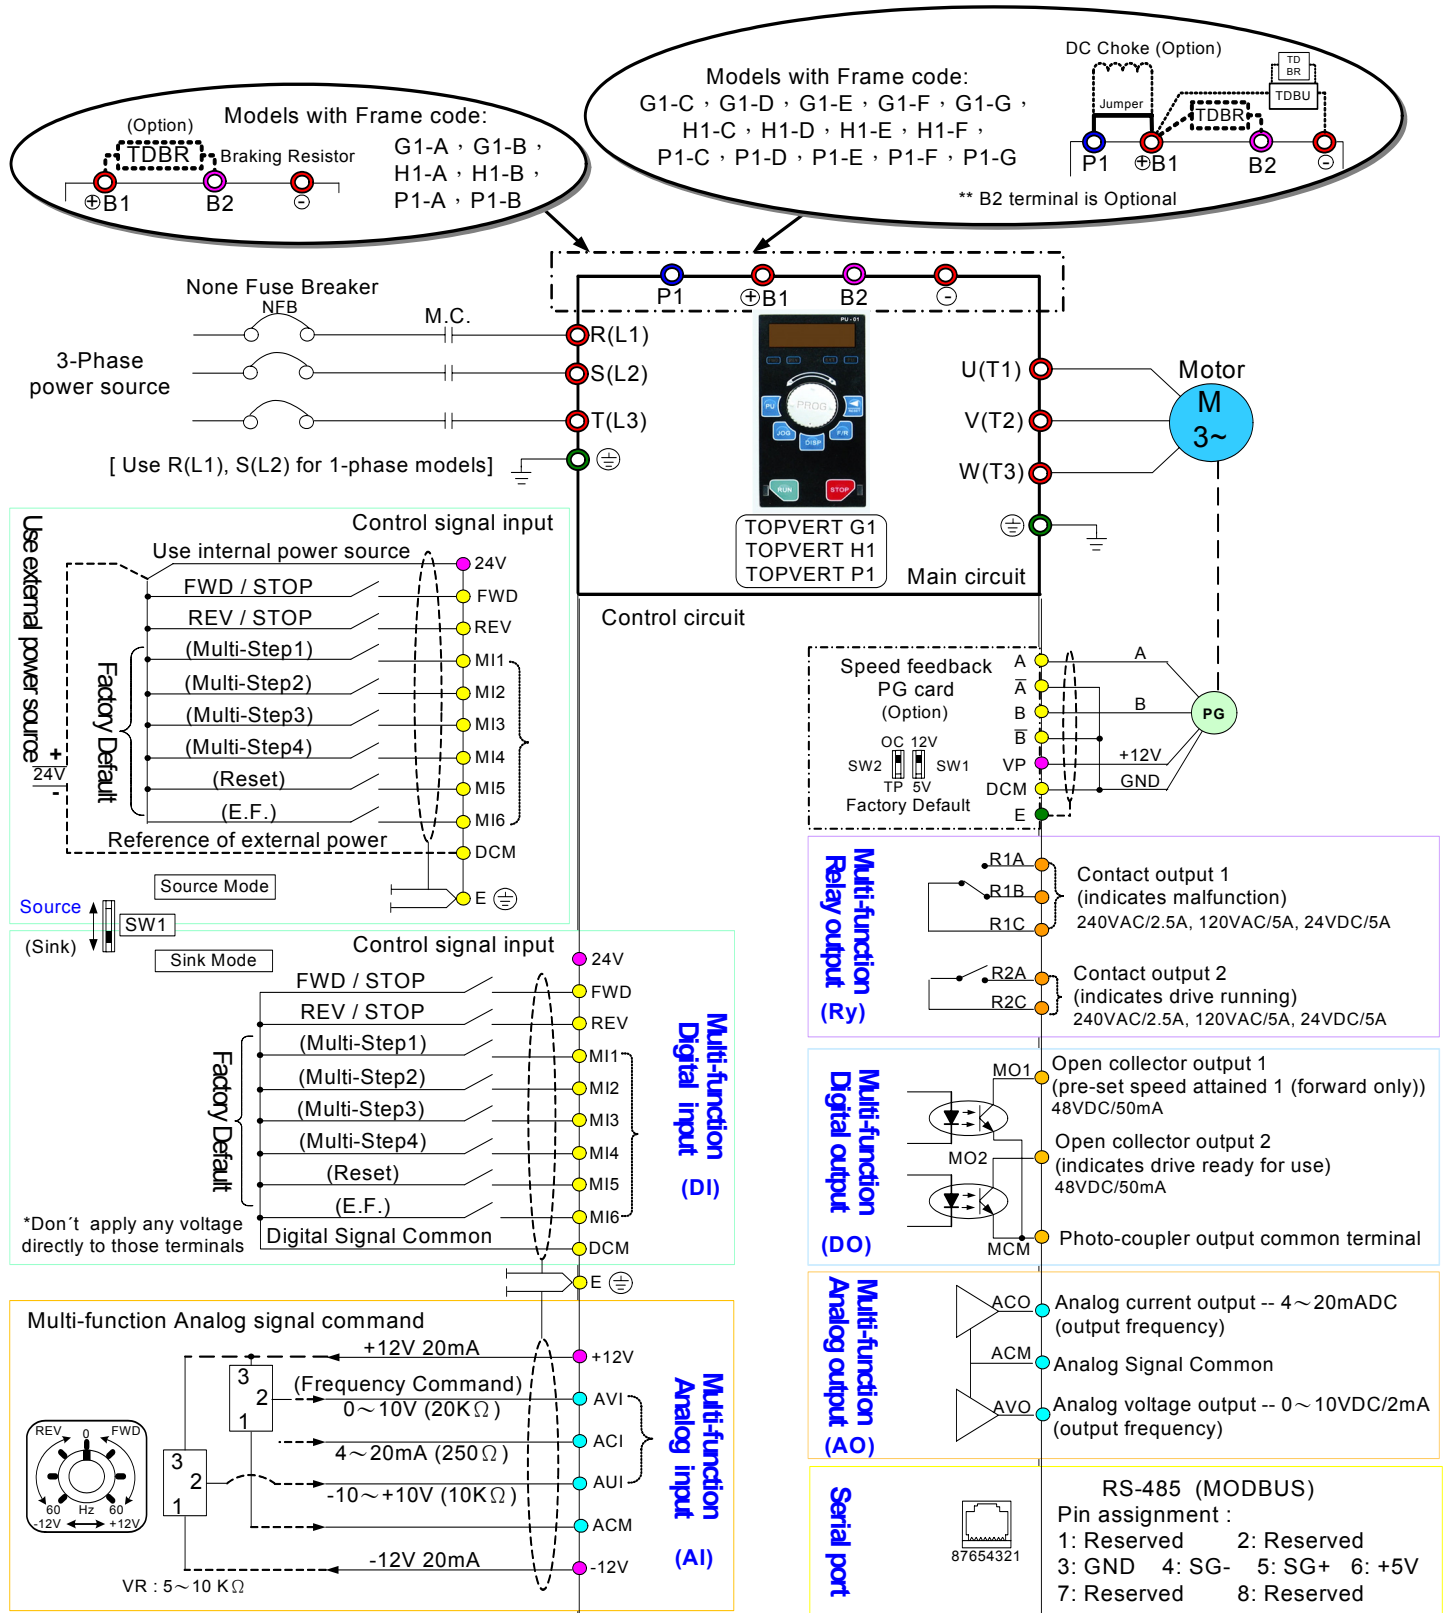 Models with Frame code:
G1-A，G1-B，
H1-A，H1-B，
P1-A，P1-B
(Option)
TDBR
Braking Resistor
⊕B1
B2
⊖
Models with Frame code:
G1-C，G1-D，G1-E，G1-F，G1-G，
H1-C，H1-D，H1-E，H1-F，
P1-C，P1-D，P1-E，P1-F，P1-G
DC Choke (Option)
Jumper
TD
BR
TDBU
TDBR
P1
⊕B1
B2
⊖
** B2 terminal is Optional
P1
⊕B1
B2
⊖
None Fuse Breaker
NFB
M.C.
3-Phase
power source
R(L1)
S(L2)
T(L3)
[ Use R(L1), S(L2) for 1-phase models]
PU - 01
PROG
PU
JOG
DISP
F/R
RUN
STOP
TOPVERT G1
TOPVERT H1
TOPVERT P1
U(T1)
V(T2)
W(T3)
Motor
M
3~
Main circuit
Control circuit
Control signal input
Use external power source
Use internal power source
24V
FWD / STOP
FWD
REV / STOP
REV
(Multi-Step1)
MI1
(Multi-Step2)
MI2
(Multi-Step3)
MI3
(Multi-Step4)
MI4
(Reset)
MI5
(E.F.)
MI6
Factory Default
+
24V
-
Reference of external power
DCM
Source Mode
E
Source
(Sink)
SW1
Sink Mode
Control signal input
24V
FWD / STOP
FWD
REV / STOP
REV
(Multi-Step1)
MI1
(Multi-Step2)
MI2
(Multi-Step3)
MI3
(Multi-Step4)
MI4
(Reset)
MI5
(E.F.)
MI6
Factory Default
*Don´t apply any voltage
directly to those terminals
Digital Signal Common
DCM
E
Multi-function
Digital input
(DI)
Multi-function Analog signal command
+12V 20mA
+12V
3
2
1
(Frequency Command)
0～10V (20KΩ)
AVI
4～20mA (250Ω)
ACI
3
2
1
-10～+10V (10KΩ)
AUI
ACM
-12V 20mA
-12V
REV
0
FWD
60
Hz
60
-12V
+12V
VR : 5～10 KΩ
Multi-function
Analog input
(AI)
Speed feedback
PG card
(Option)
OC 12V
SW2
SW1
TP 5V
Factory Default
A
A̅
B
B̅
VP
DCM
E
A
B
+12V
GND
PG
Multi-function
Relay output
(Ry)
R1A
R1B
R1C
Contact output 1
(indicates malfunction)
240VAC/2.5A, 120VAC/5A, 24VDC/5A
R2A
R2C
Contact output 2
(indicates drive running)
240VAC/2.5A, 120VAC/5A, 24VDC/5A
Multi-function
Digital output
(DO)
MO1
Open collector output 1
(pre-set speed attained 1 (forward only))
48VDC/50mA
MO2
Open collector output 2
(indicates drive ready for use)
48VDC/50mA
MCM
Photo-coupler output common terminal
Multi-function
Analog output
(AO)
ACO
Analog current output -- 4～20mADC
(output frequency)
ACM
Analog Signal Common
AVO
Analog voltage output -- 0～10VDC/2mA
(output frequency)
Serial port
87654321
RS-485 (MODBUS)
Pin assignment :
1: Reserved 2: Reserved
3: GND 4: SG- 5: SG+ 6: +5V
7: Reserved 8: Reserved